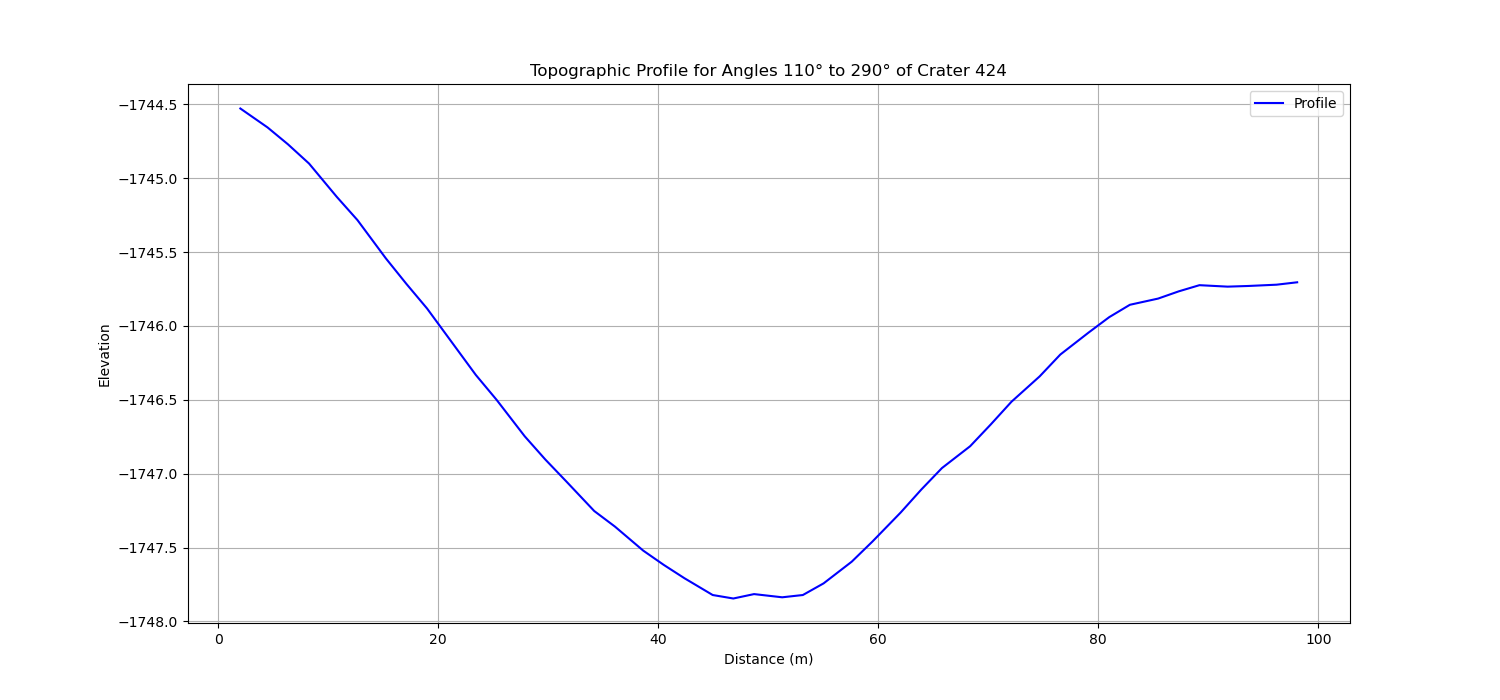 Topographic Profile for Angles 110° to 290° of Crater 424
Profile
−1744.5
−1745.0
−1745.5
−1746.0
−1746.5
−1747.0
−1747.5
−1748.0
Elevation
0 20 40 60 80 100
Distance (m)